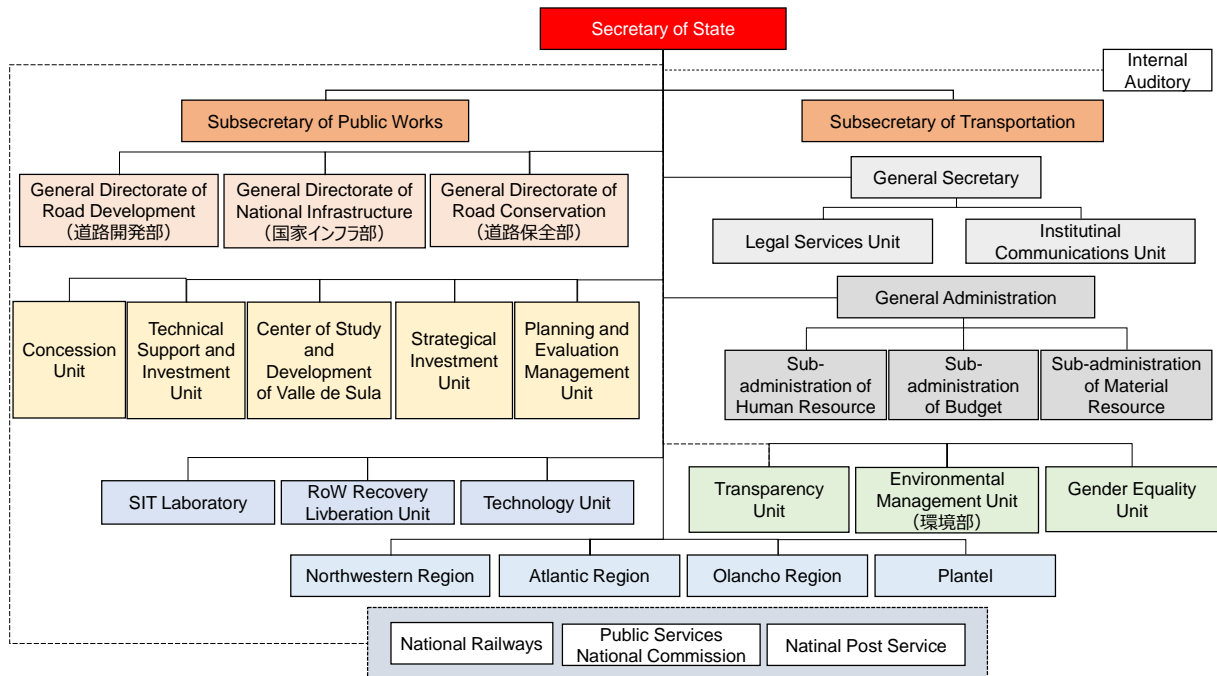 Secretary of State
Internal
Auditory
Subsecretary of Public Works
Subsecretary of Transportation
General Directorate of
Road Development
（道路開発部）
General Directorate of
National Infrastructure
（国家インフラ部）
General Directorate of
Road Conservation
（道路保全部）
General Secretary
Legal Services Unit
Institutinal
Communications Unit
General Administration
Concession
Unit
Technical
Support and
Investment
Unit
Center of Study
and
Development
of Valle de Sula
Strategical
Investment
Unit
Planning and
Evaluation
Management
Unit
Sub-
administration of
Human Resource
Sub-
administration
of Budget
Sub-administration
of Material
Resource
SIT Laboratory
RoW Recovery
Livberation Unit
Technology Unit
Transparency
Unit
Environmental
Management Unit
（環境部）
Gender Equality
Unit
Northwestern Region
Atlantic Region
Olancho Region
Plantel
National Railways
Public Services
National Commission
Natinal Post Service